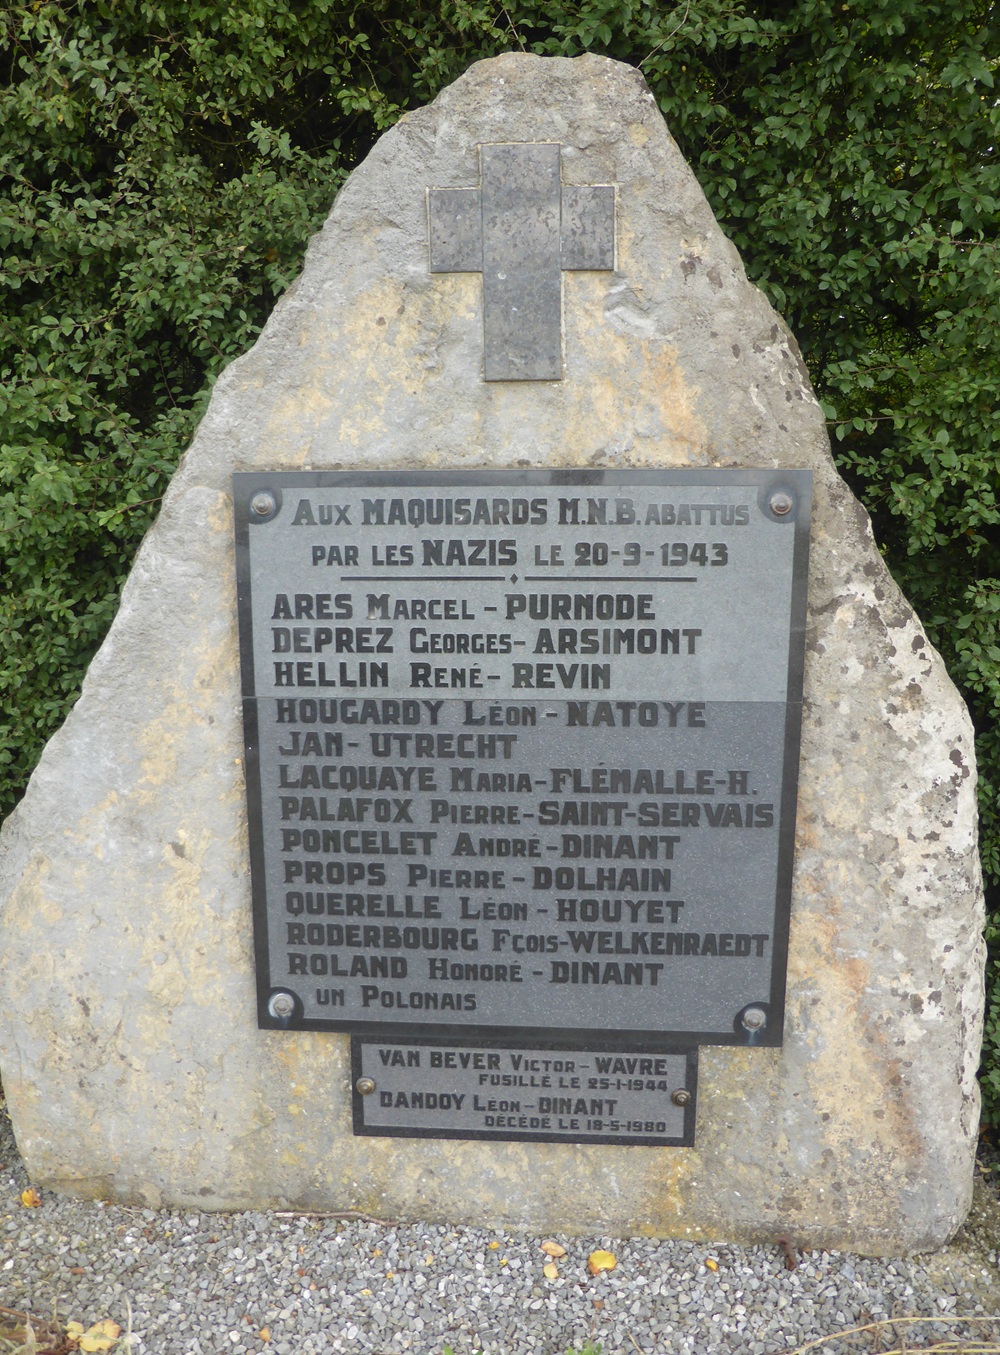 AUX MAQUISARDS M.N.B. ABATTUS
PAR LES NAZIS LE 20-9-1943
ARES MARCEL - PURNODE
DEPREZ GEORGES - ARSIMONT
HELLIN RENÉ - REVIN
HOUGARDY LÉON - NATOYE
JAN - UTRECHT
LACQUAYE MARIA - FLÉMALLE-H.
PALAFOX PIERRE - SAINT-SERVAIS
PONCELET ANDRÉ - DINANT
PROPS PIERRE - DOLHAIN
QUERELLE LÉON - HOUYET
RODERBOURG FÇOIS - WELKENRAEDT
ROLAND HONORÉ - DINANT
UN POLONAIS
VAN BEVER VICTOR - WAVRE
FUSILLÉ LE 25-1-1944
DANDOY LÉON - DINANT
DÉCÉDÉ LE 18-5-1980